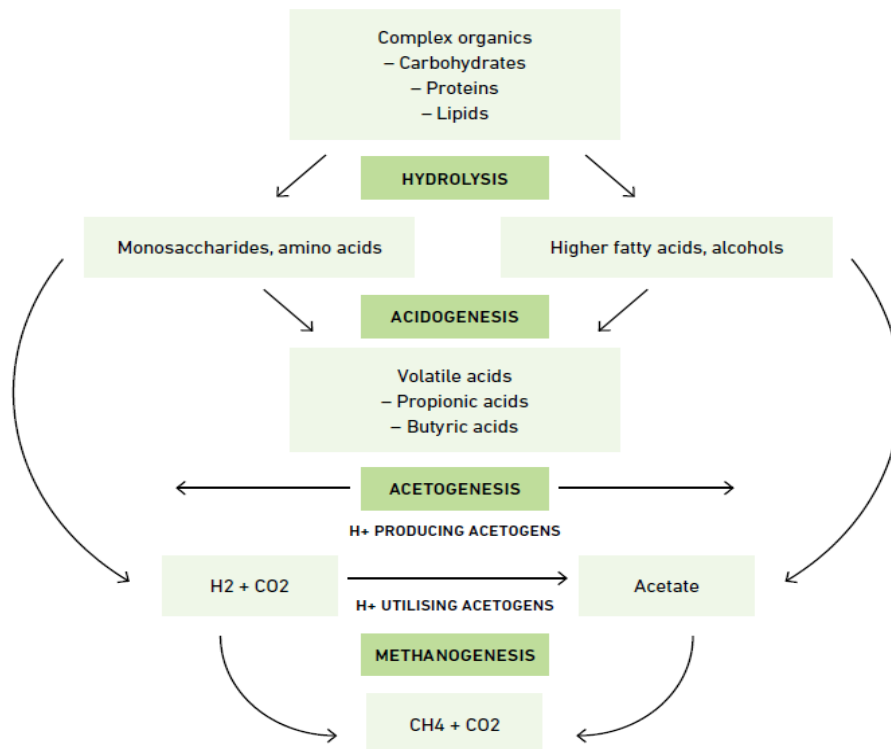 Complex organics
– Carbohydrates
– Proteins
– Lipids
HYDROLYSIS
Monosaccharides, amino acids
Higher fatty acids, alcohols
ACIDOGENESIS
Volatile acids
– Propionic acids
– Butyric acids
ACETOGENESIS
H+ PRODUCING ACETOGENS
H2 + CO2
Acetate
H+ UTILISING ACETOGENS
METHANOGENESIS
CH4 + CO2